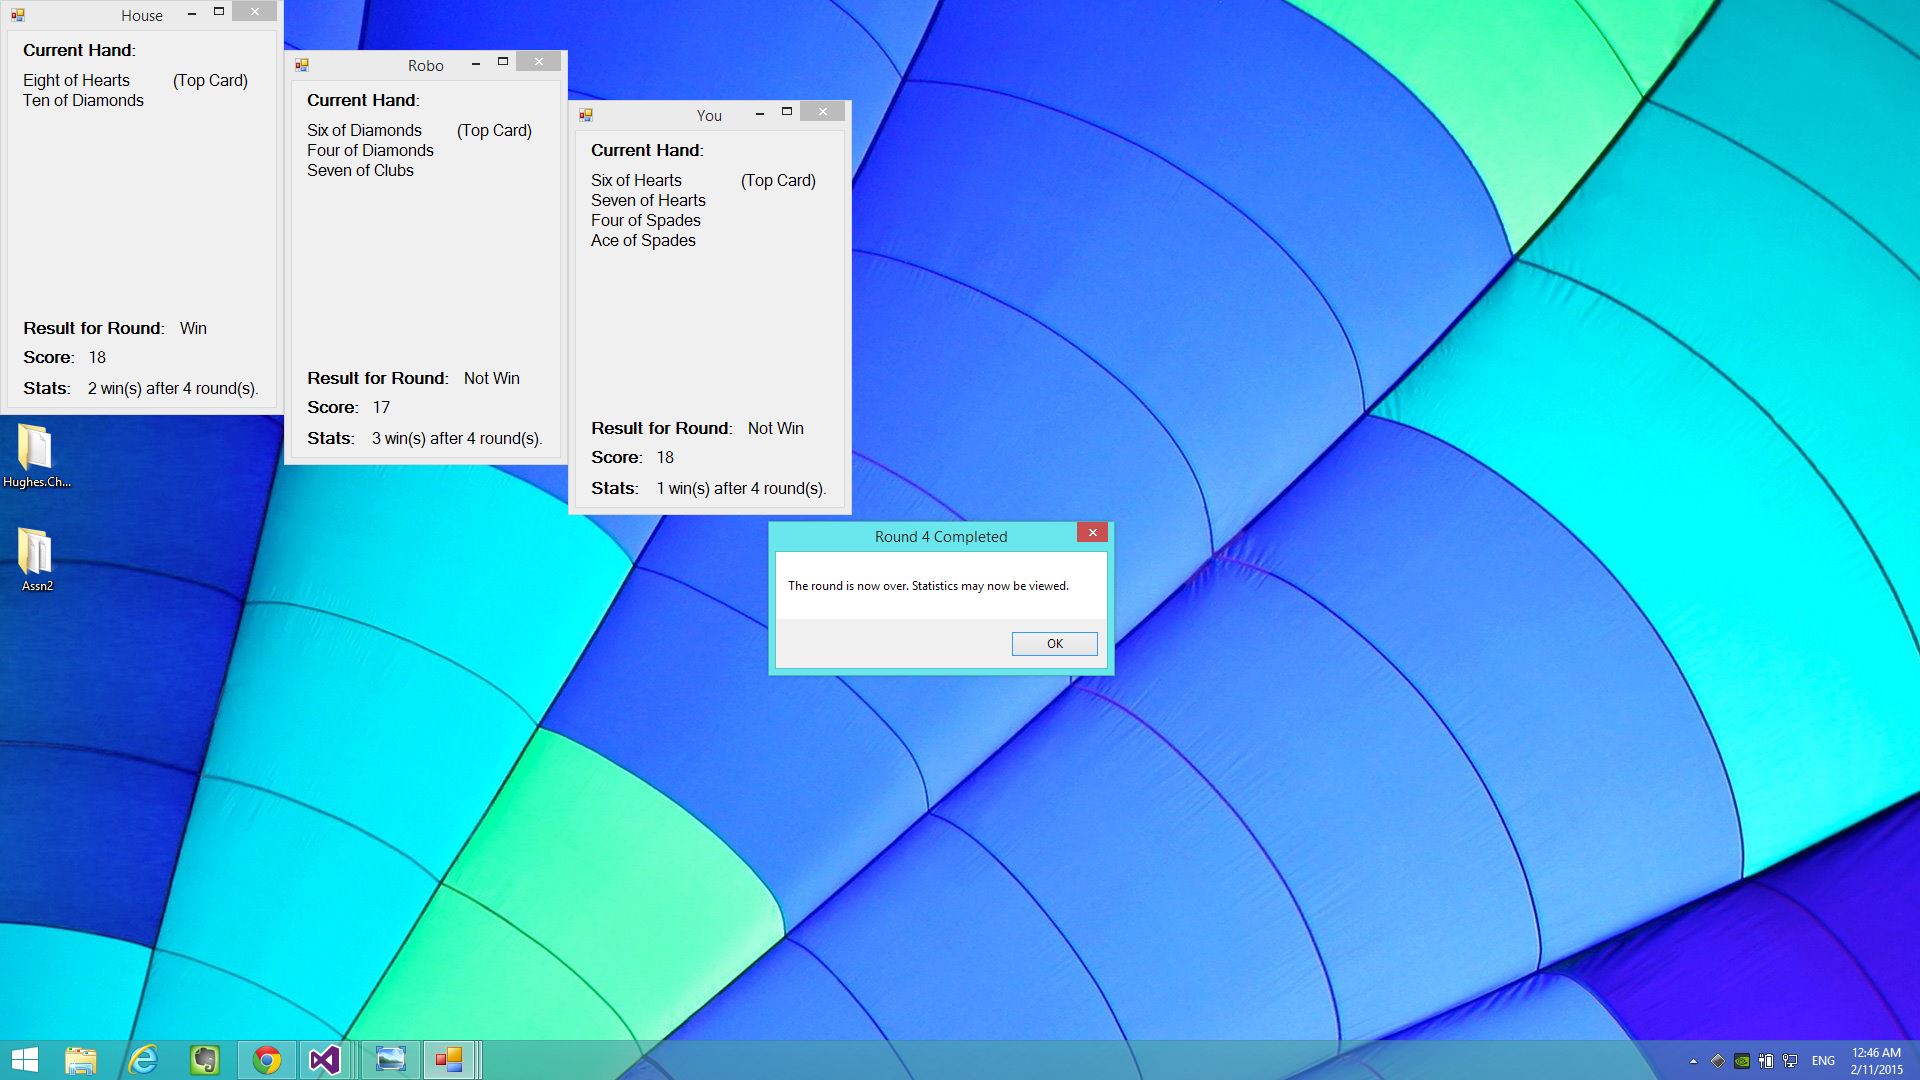 House
Current Hand:
Eight of Hearts (Top Card)
Ten of Diamonds
Result for Round: Win
Score: 18
Stats: 2 win(s) after 4 round(s).
Robo
Current Hand:
Six of Diamonds (Top Card)
Four of Diamonds
Seven of Clubs
Result for Round: Not Win
Score: 17
Stats: 3 win(s) after 4 round(s).
You
Current Hand:
Six of Hearts (Top Card)
Seven of Hearts
Four of Spades
Ace of Spades
Result for Round: Not Win
Score: 18
Stats: 1 win(s) after 4 round(s).
Hughes.Ch...
Assn2
Round 4 Completed
The round is now over. Statistics may now be viewed.
OK
ENG
12:46 AM
2/11/2015